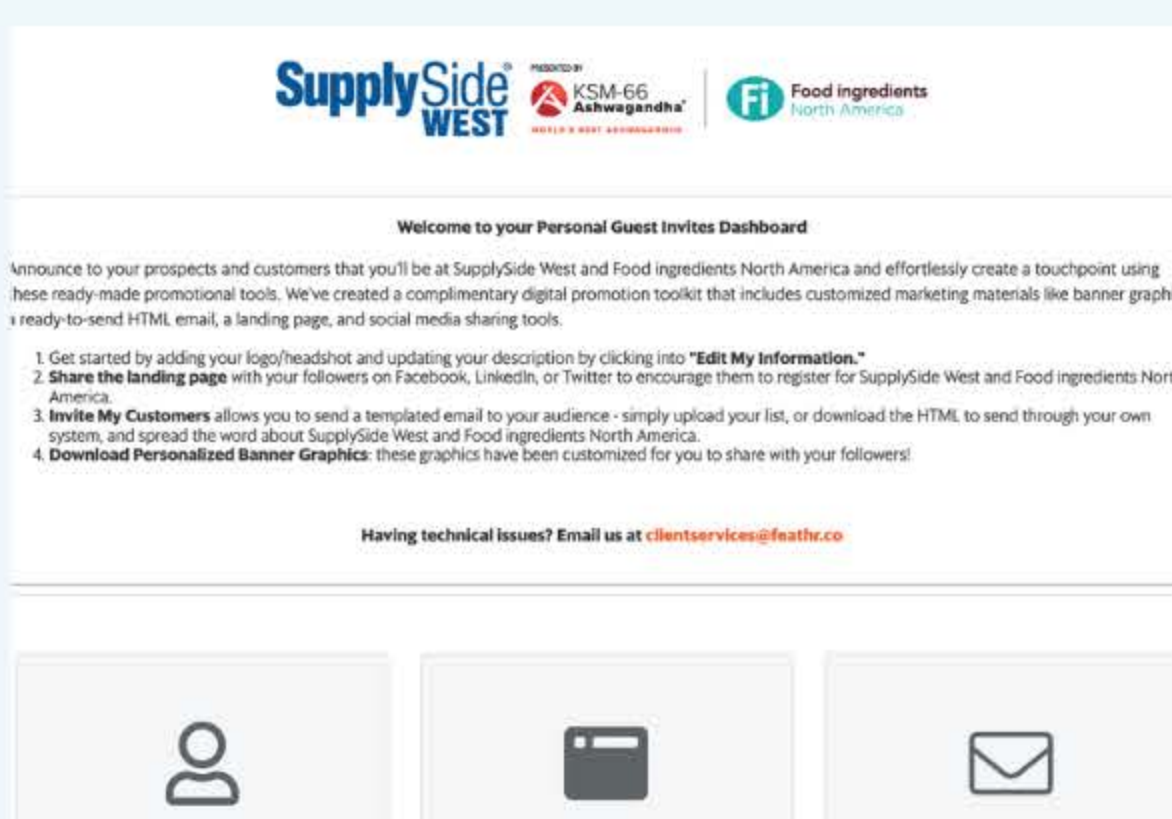 SupplySide®
WEST
PRESENTED BY
KSM-66
Ashwagandha®
WORLD'S BEST ASHWAGANDHA
Fi
Food ingredients
North America
Welcome to your Personal Guest Invites Dashboard
Announce to your prospects and customers that you'll be at SupplySide West and Food ingredients North America and effortlessly create a touchpoint using
hese ready-made promotional tools. We've created a complimentary digital promotion toolkit that includes customized marketing materials like banner graphi
a ready-to-send HTML email, a landing page, and social media sharing tools.
1. Get started by adding your logo/headshot and updating your description by clicking into "Edit My Information."
2. Share the landing page with your followers on Facebook, LinkedIn, or Twitter to encourage them to register for SupplySide West and Food ingredients Nort
America.
3. Invite My Customers allows you to send a templated email to your audience - simply upload your list, or download the HTML to send through your own
system, and spread the word about SupplySide West and Food ingredients North America.
4. Download Personalized Banner Graphics: these graphics have been customized for you to share with your followers!
Having technical issues? Email us at clientservices@feathr.co